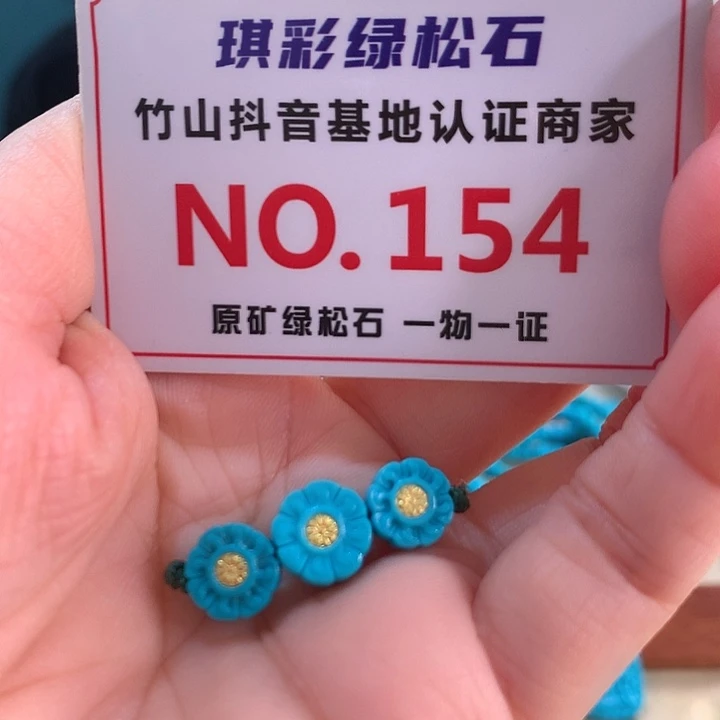 琪彩绿松石
竹山抖音基地认证商家
NO.154
原矿绿松石 一物一证